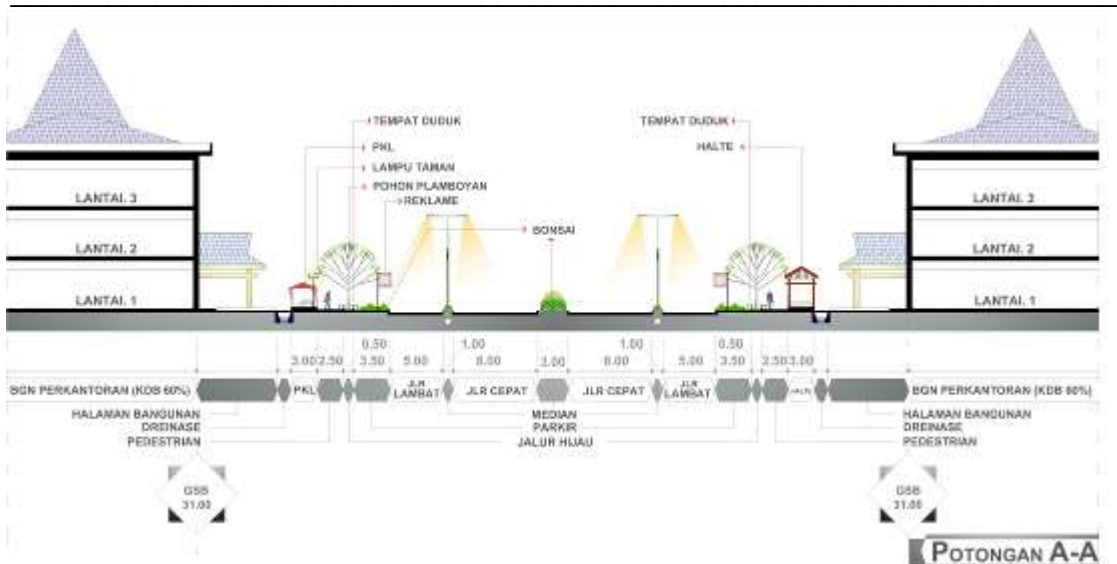 TEMPAT DUDUK TEMPAT DUDUK
PKL HALTE
LAMPU TAMAN
POHON PLAMBOYAN
REKLAME
BONSAI
LANTAI. 3 LANTAI. 3
LANTAI. 2 LANTAI. 2
LANTAI. 1 LANTAI. 1
0.50 1.00 1.00 0.50
3.00 2.50 3.50 5.00 8.00 3.00 8.00 5.00 3.50 2.50 3.00
BGN PERKANTORAN (KDB 60%) PKL JLR LAMBAT JLR CEPAT JLR CEPAT JLR LAMBAT HALTE BGN PERKANTORAN (KDB 60%)
HALAMAN BANGUNAN MEDIAN HALAMAN BANGUNAN
DREINASE PARKIR DREINASE
PEDESTRIAN JALUR HIJAU PEDESTRIAN
GSB GSB
31.00 31.00
POTONGAN A-A